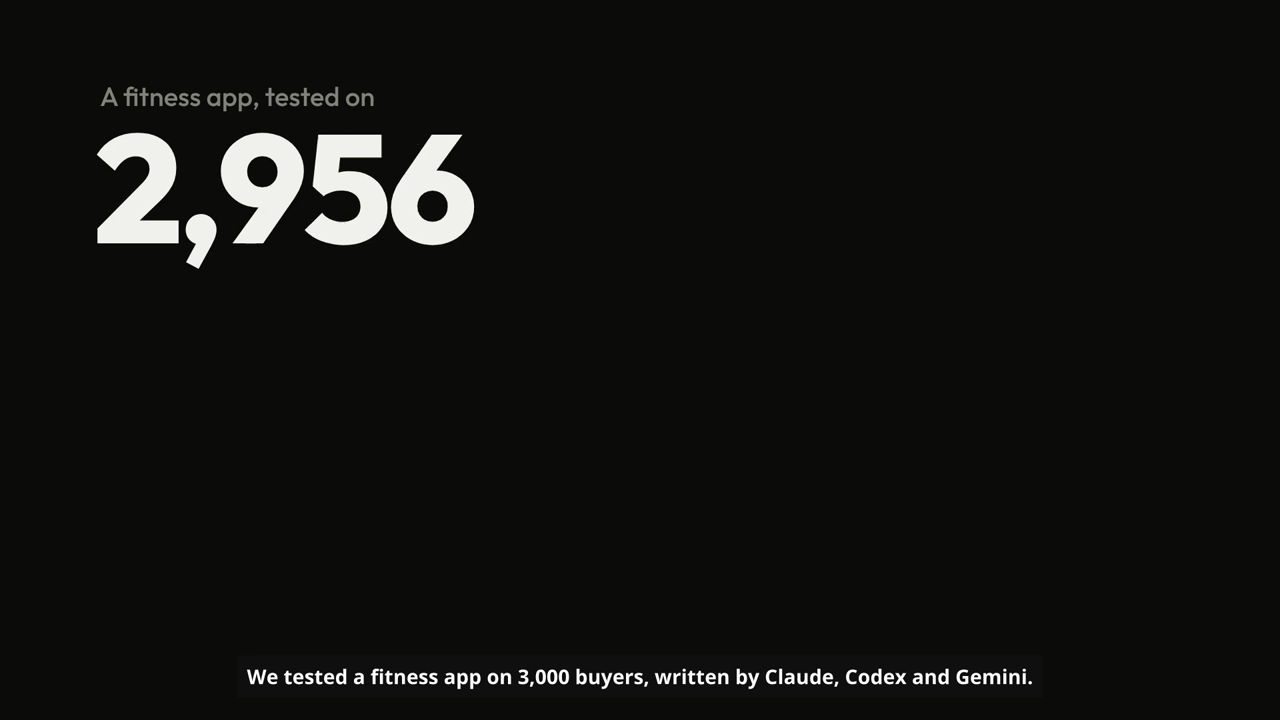 A fitness app, tested on
2,956
We tested a fitness app on 3,000 buyers, written by Claude, Codex and Gemini.